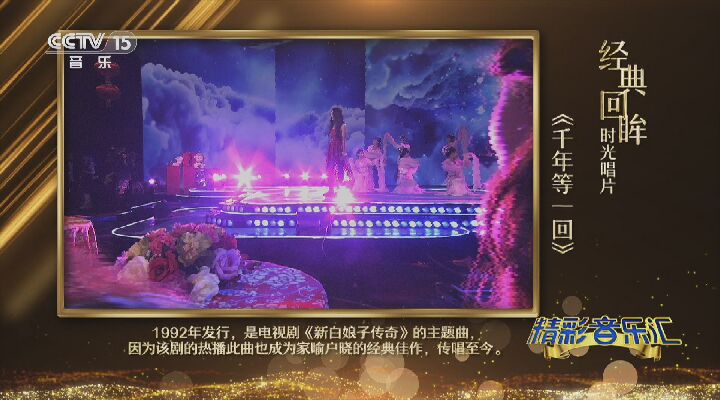 CCTV 15
音乐
经典回眸
时光唱片
《千年等一回》
1992年发行，是电视剧《新白娘子传奇》的主题曲，
因为该剧的热播此曲也成为家喻户晓的经典佳作，传唱至今。
精彩音乐汇